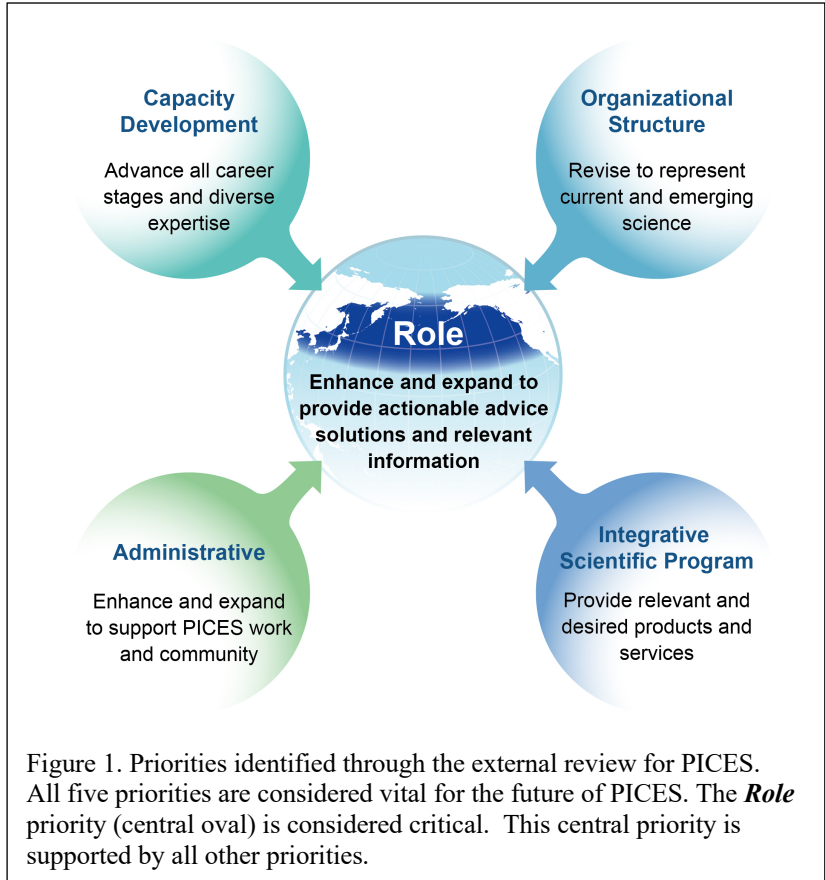 Capacity
Development
Advance all career
stages and diverse
expertise
Organizational
Structure
Revise to represent
current and emerging
science
Role
Enhance and expand to
provide actionable advice
solutions and relevant
information
Administrative
Enhance and expand
to support PICES work
and community
Integrative
Scientific Program
Provide relevant and
desired products and
services
Figure 1. Priorities identified through the external review for PICES.
All five priorities are considered vital for the future of PICES. The Role
priority (central oval) is considered critical.  This central priority is
supported by all other priorities.